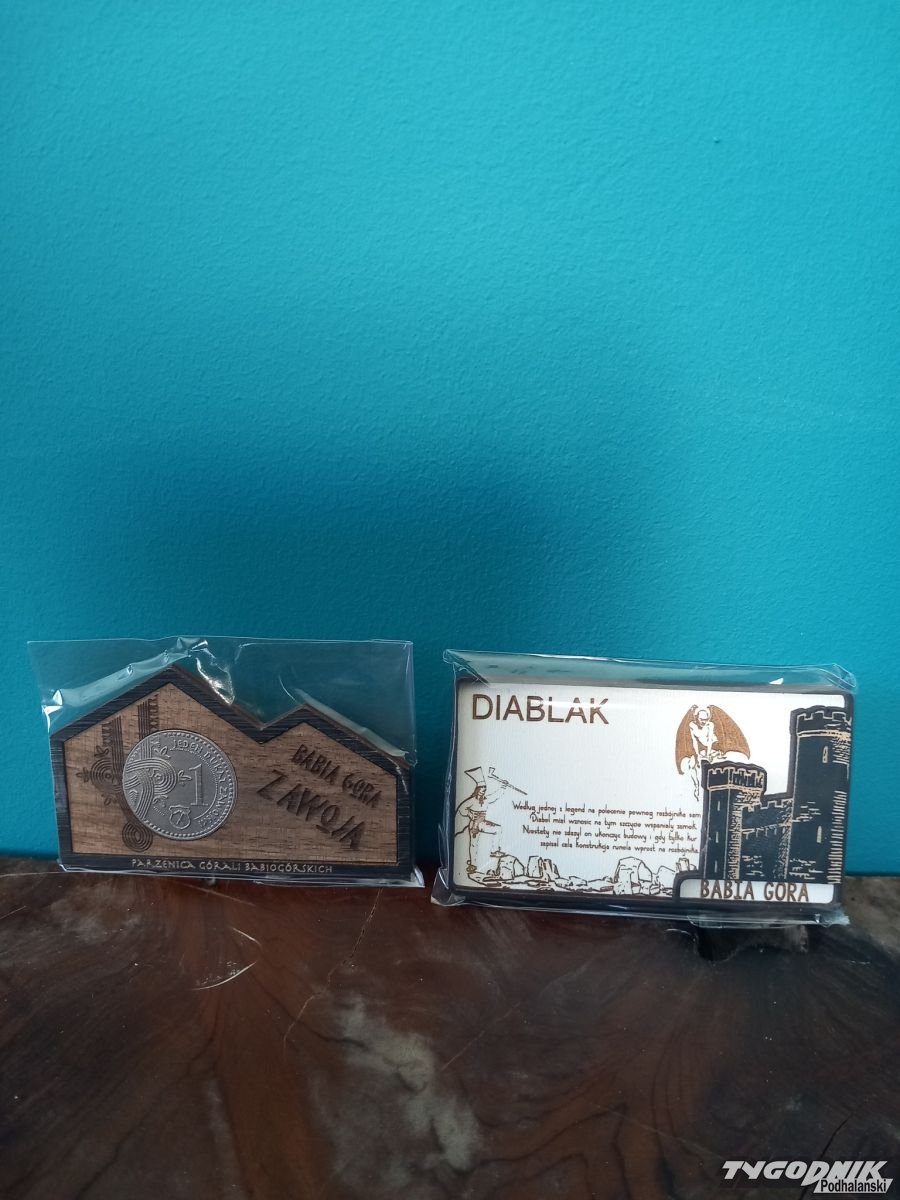 BABIA GÓRA
ZAWOJA
1
PARZENICA GÓRALI BABIOGÓRSKICH
DIABLAK
Według jednej z legend na polecenie pewnego rozbójnika sam
Diabeł miał wznosić na tym szczycie wspaniały zamek.
Niestety nie zdążył on ukończyć budowy i gdy tylko kur
zapiał cała konstrukcja runęła wprost na rozbójnika.
BABIA GÓRA
TYGODNIK
Podhalański